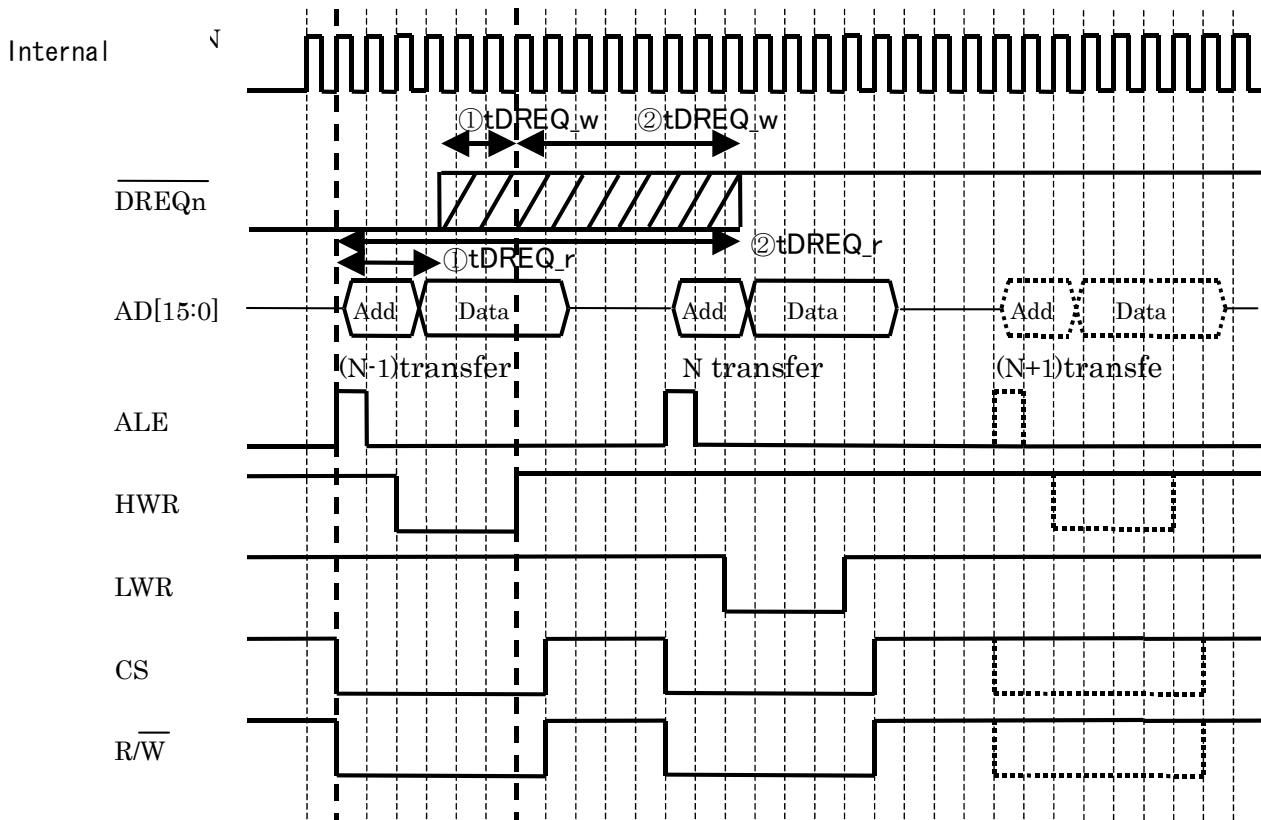 Internal
①tDREQ_w ②tDREQ_w
DREQn
②tDREQ_r
①tDREQ_r
AD[15:0] Add Data Add Data Add Data
(N-1)transfer N transfer (N+1)transfe
ALE
HWR
LWR
CS
R/W